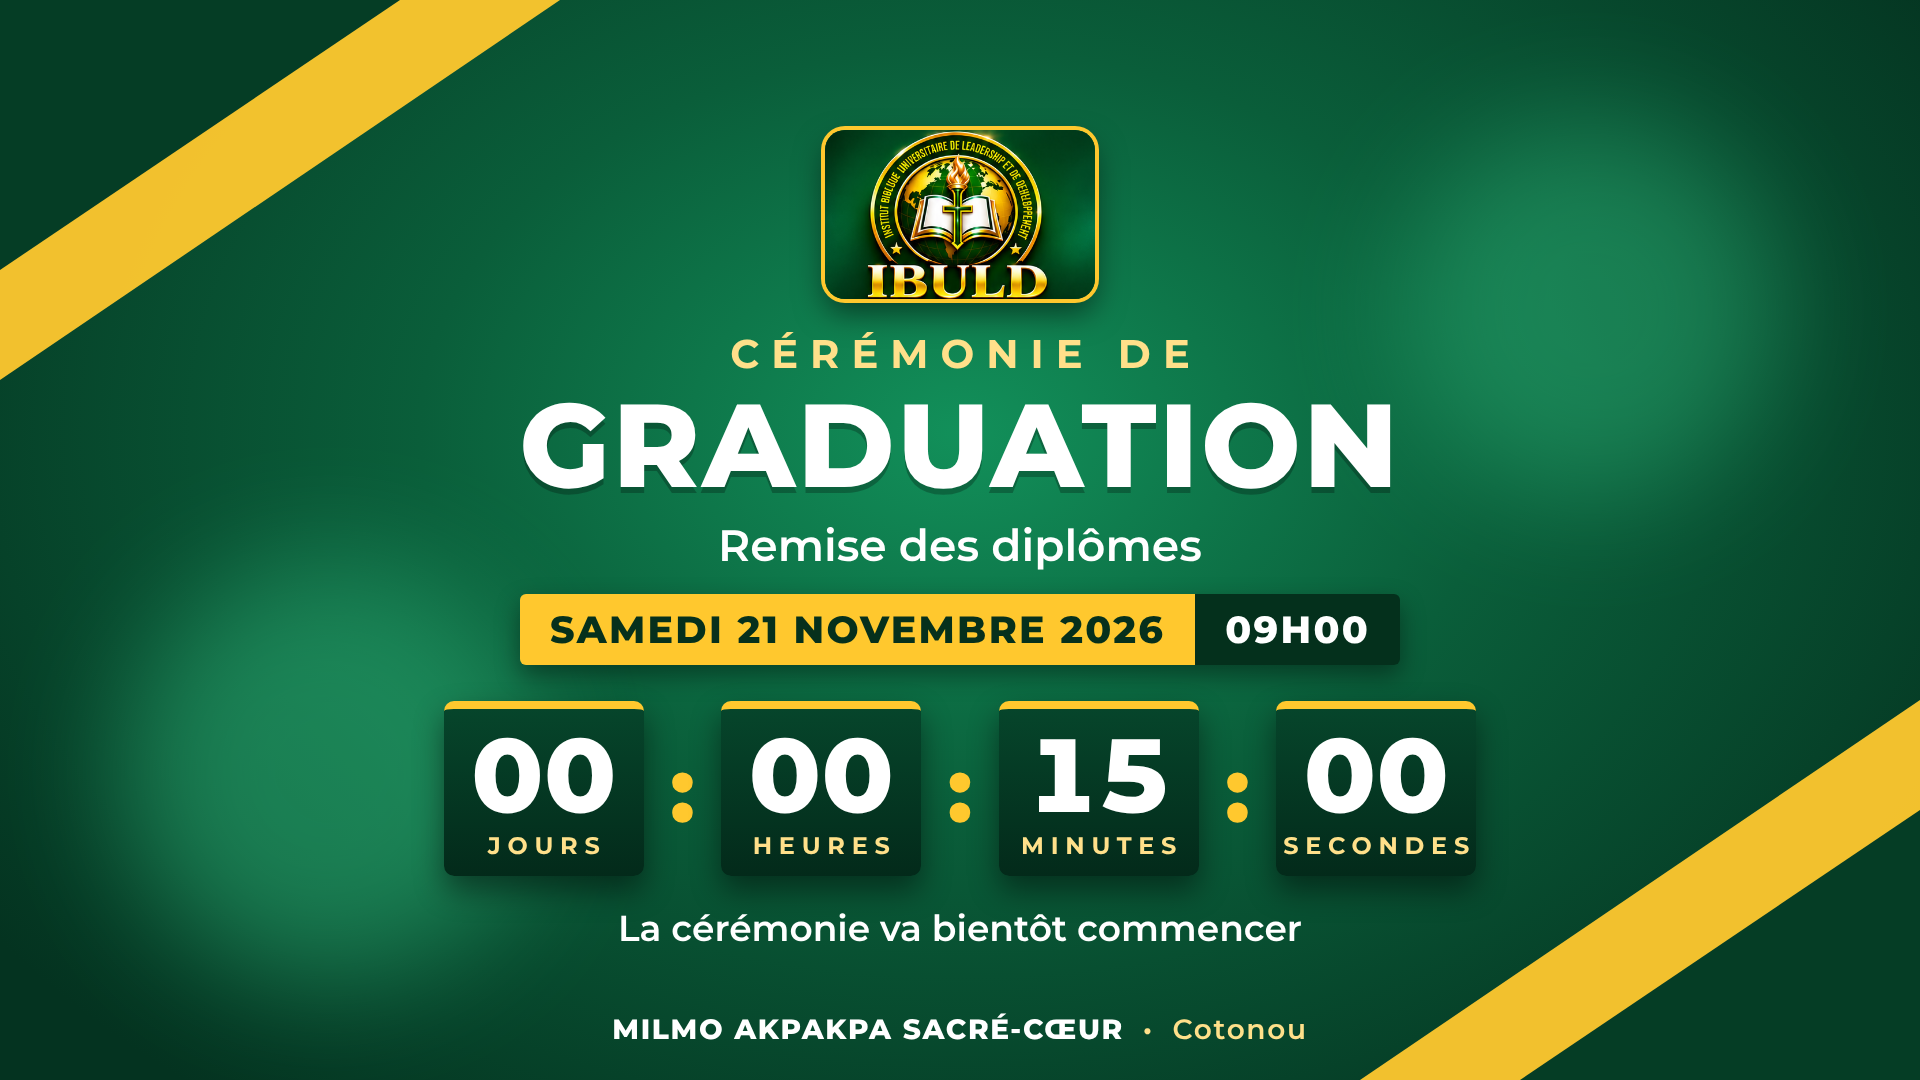 INSTITUT BIBLIQUE UNIVERSITAIRE DE LEADERSHIP ET DE
IBULD
CÉRÉMONIE DE
GRADUATION
Remise des diplômes
SAMEDI 21 NOVEMBRE 2026 09H00
00 : 00 : 15 : 00
JOURS HEURES MINUTES SECONDES
La cérémonie va bientôt commencer
MILMO AKPAKPA SACRÉ-CŒUR • Cotonou